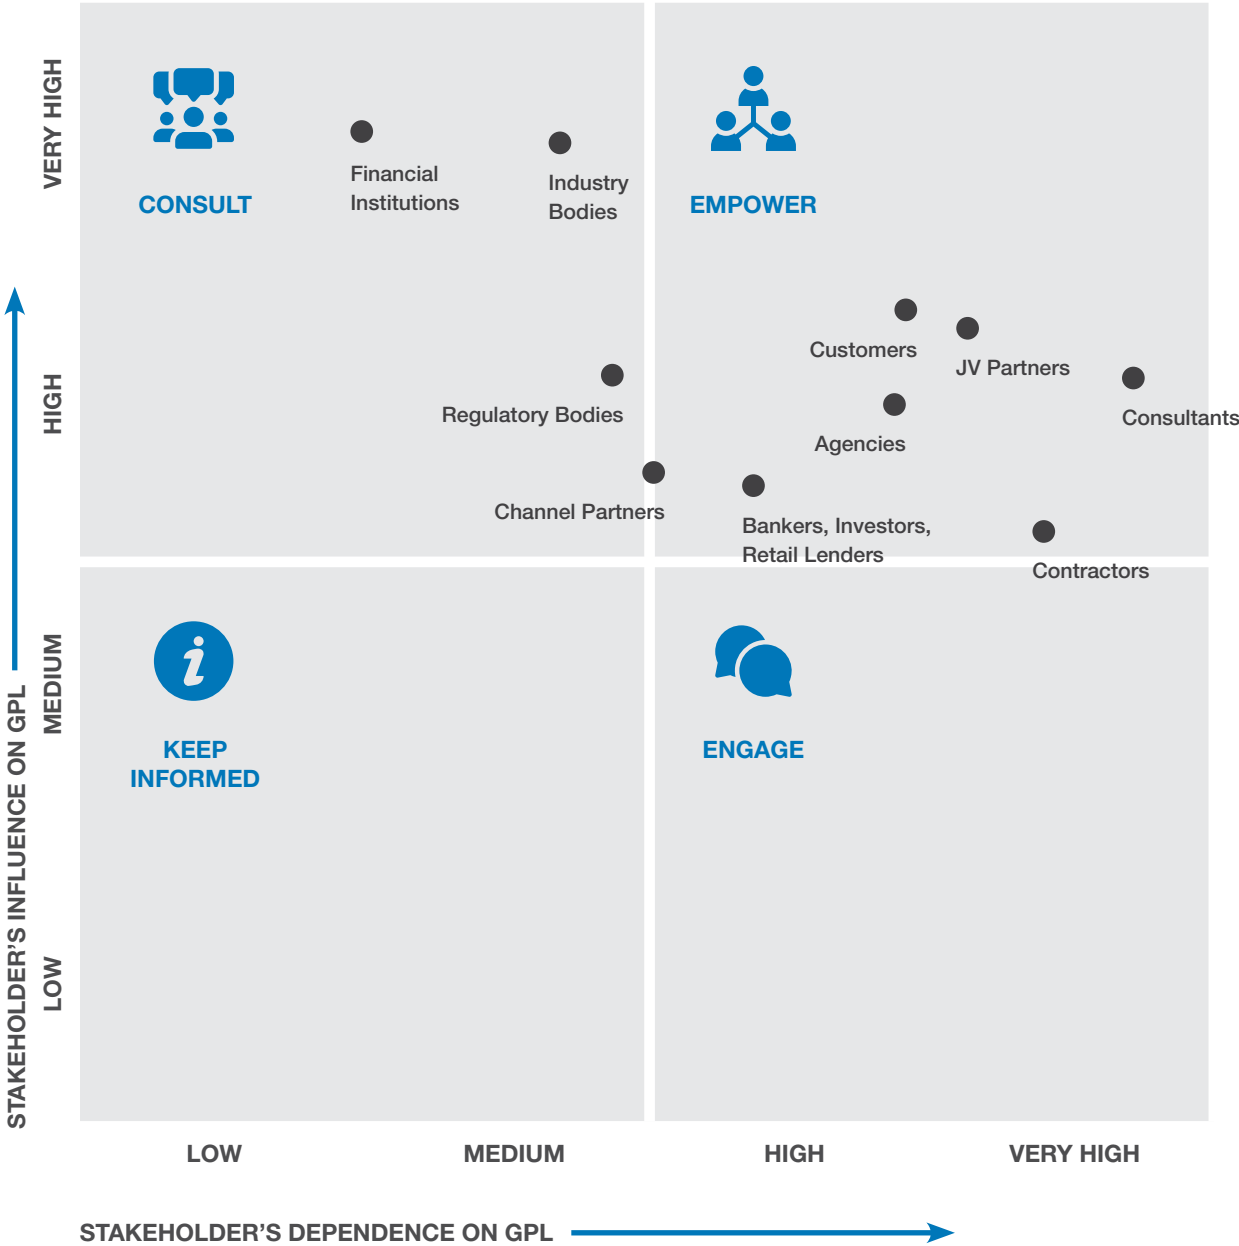 VERY HIGH
HIGH
MEDIUM
LOW
STAKEHOLDER’S INFLUENCE ON GPL
CONSULT
Financial
Institutions
Industry
Bodies
Regulatory Bodies
Channel Partners
EMPOWER
Customers
JV Partners
Consultants
Agencies
Bankers, Investors,
Retail Lenders
Contractors
KEEP
INFORMED
ENGAGE
LOW
MEDIUM
HIGH
VERY HIGH
STAKEHOLDER’S DEPENDENCE ON GPL